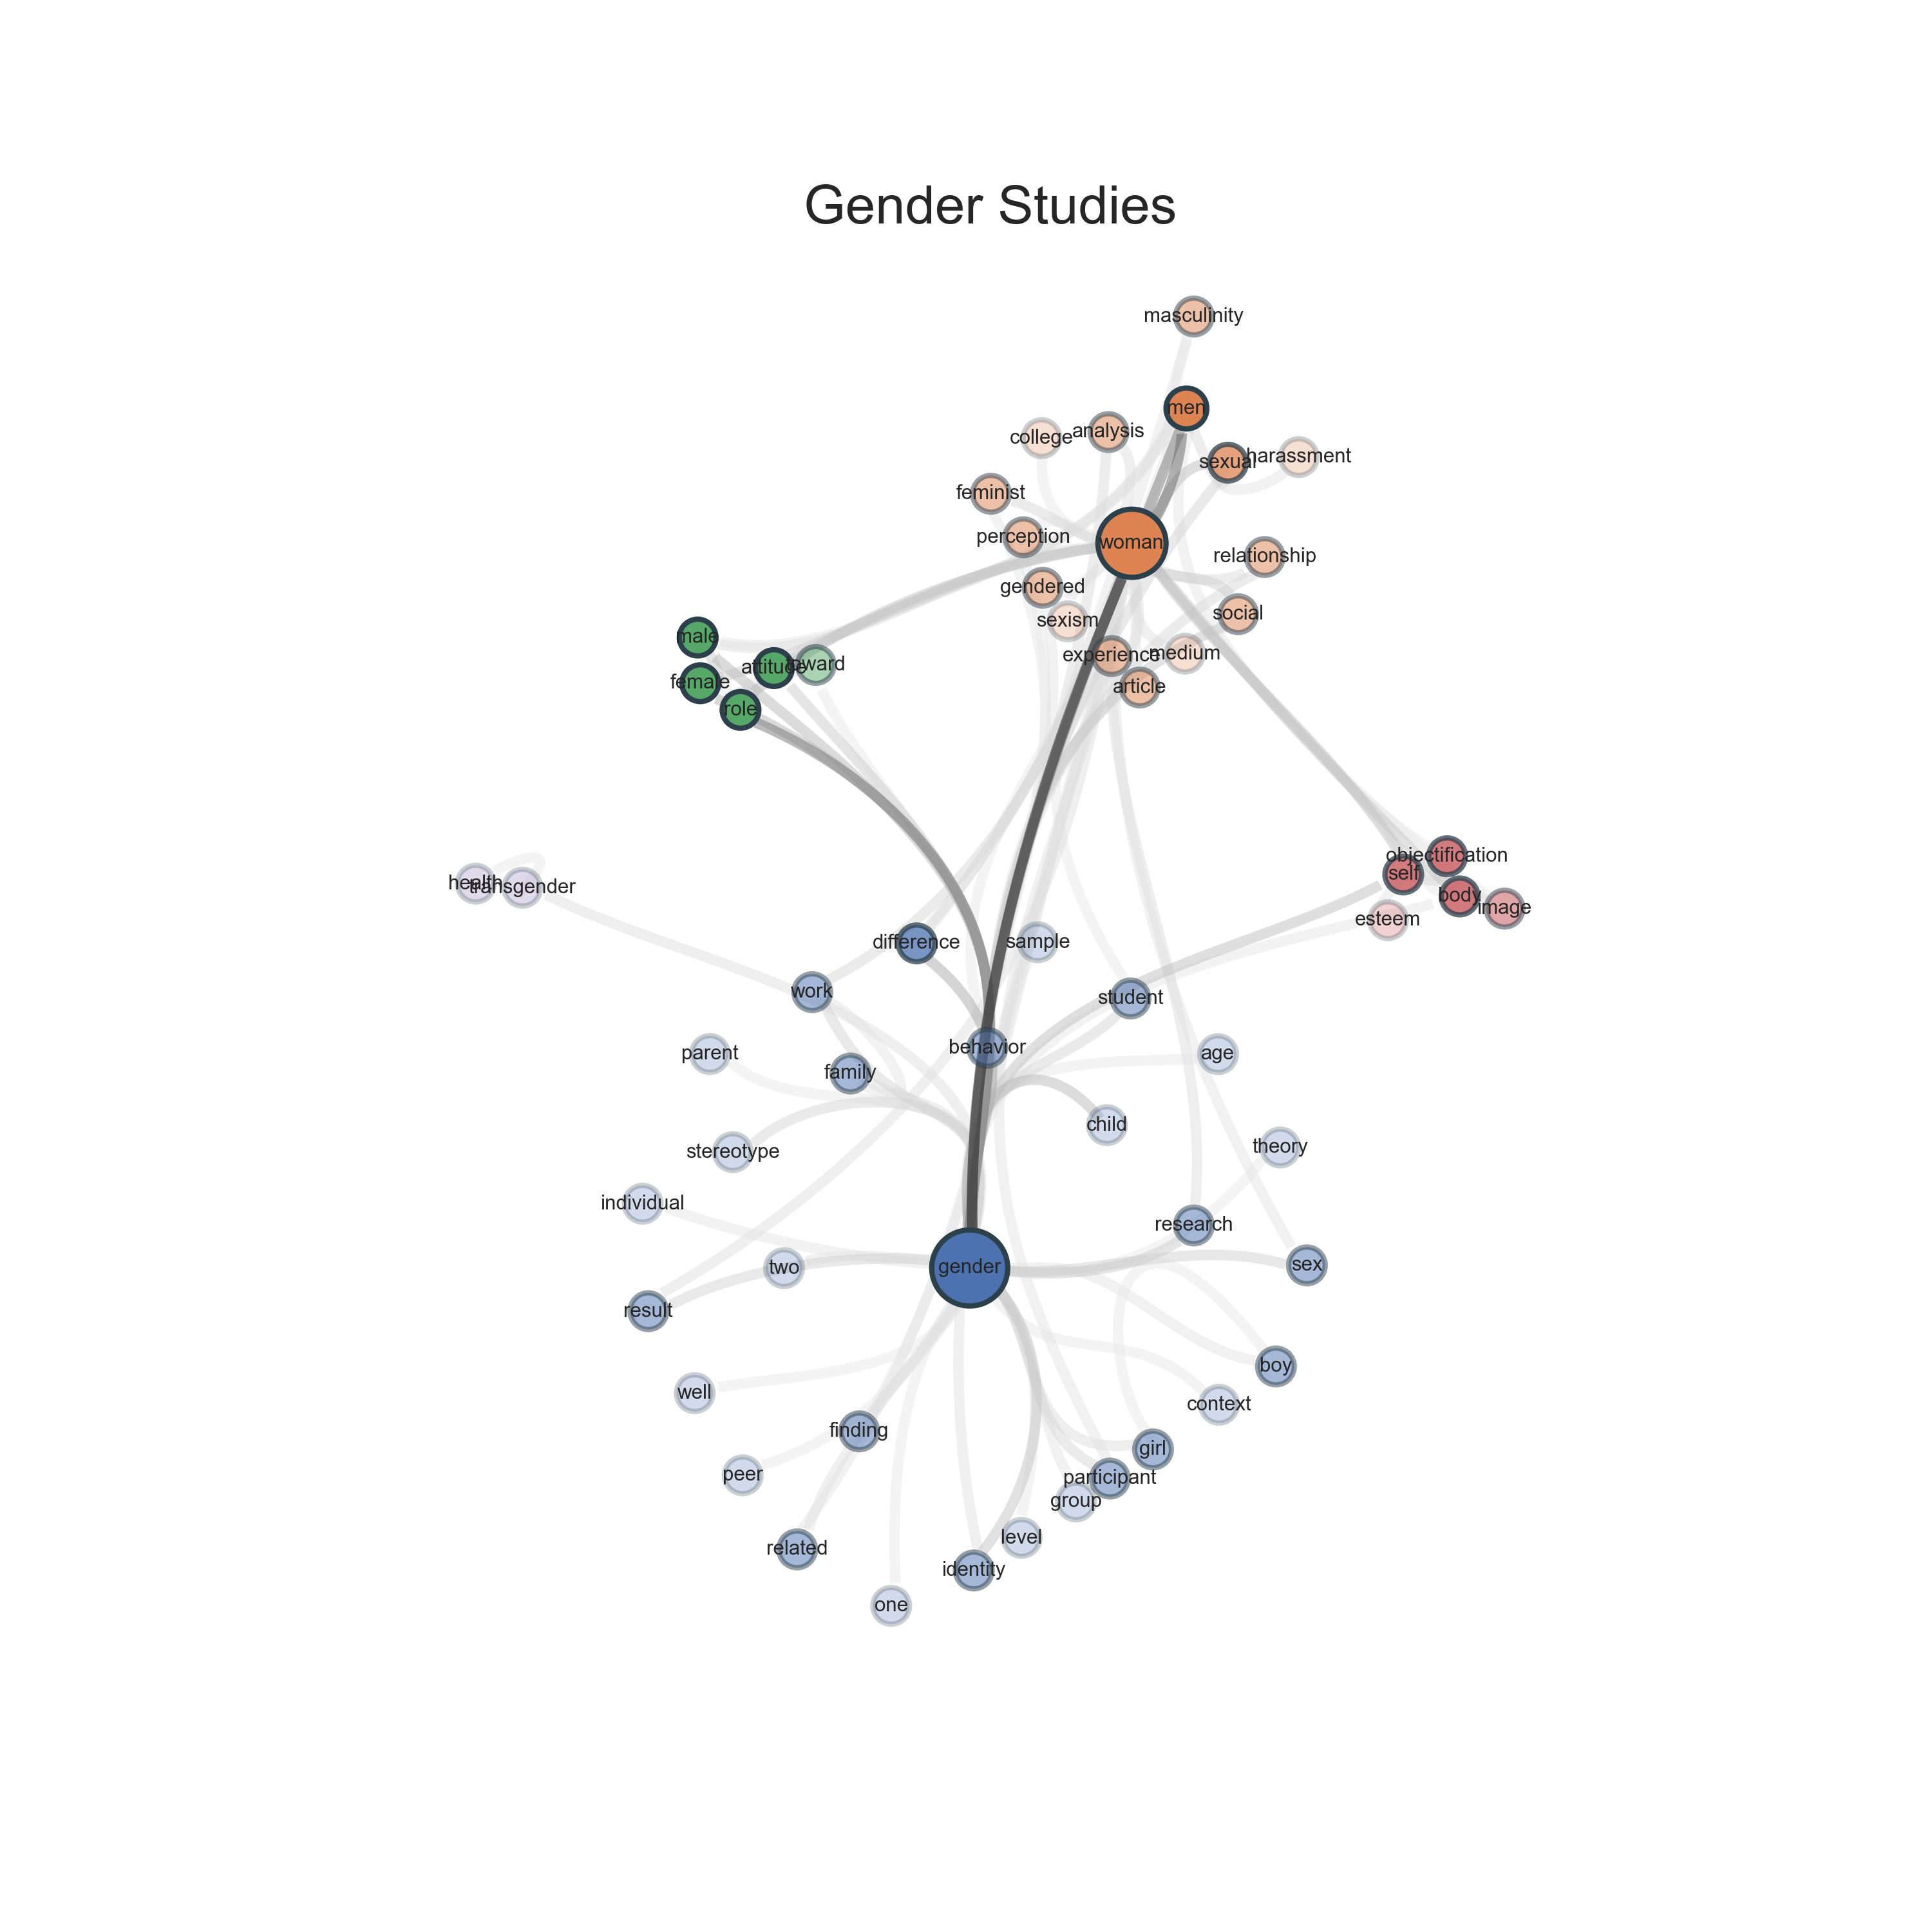 Gender Studies
masculinity
men
college
analysis
sexual
harassment
feminist
perception
woman
relationship
gendered
social
sexism
male
experience
medium
attitude
toward
female
article
role
objectification
self
health
transgender
body
image
esteem
difference
sample
work
student
behavior
parent
age
family
child
stereotype
theory
individual
research
two
gender
sex
result
boy
well
context
finding
girl
peer
participant
group
level
related
identity
one